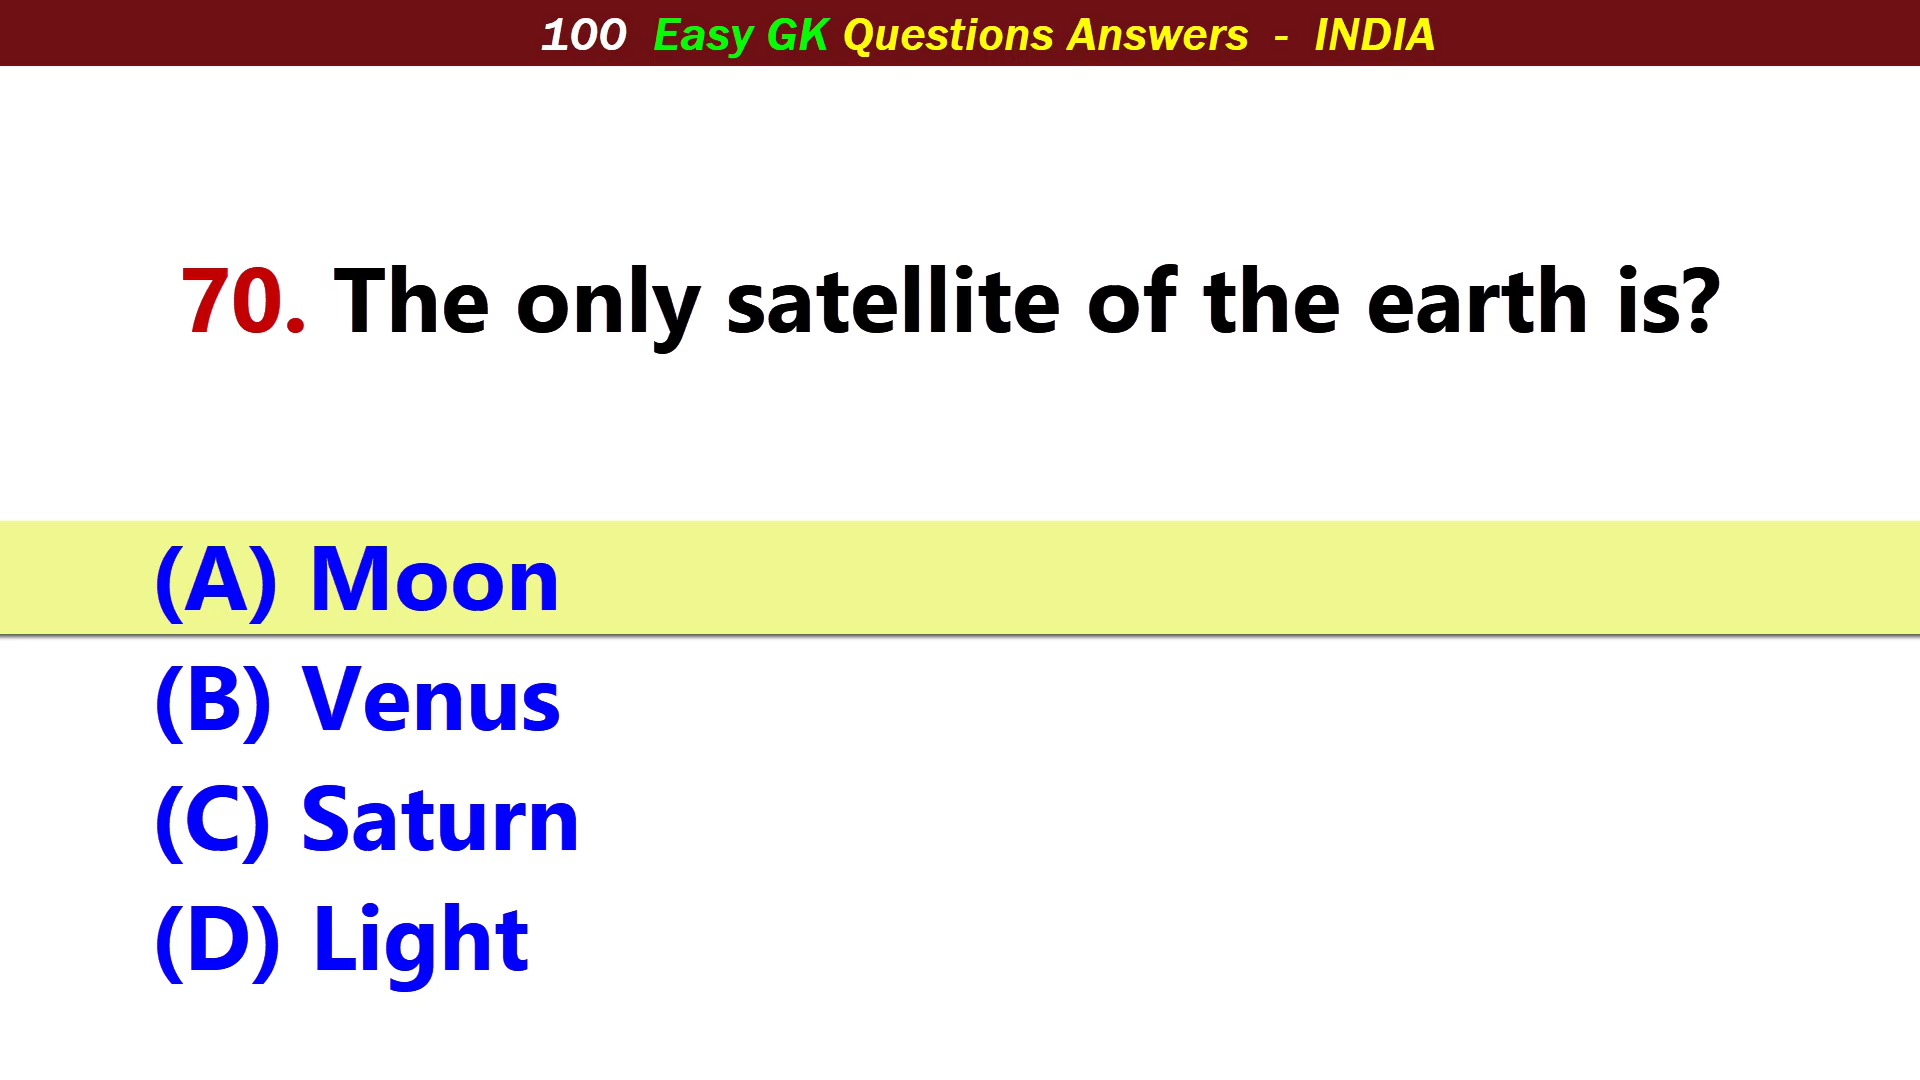 100 Easy GK Questions Answers - INDIA
70. The only satellite of the earth is?
(A) Moon
(B) Venus
(C) Saturn
(D) Light